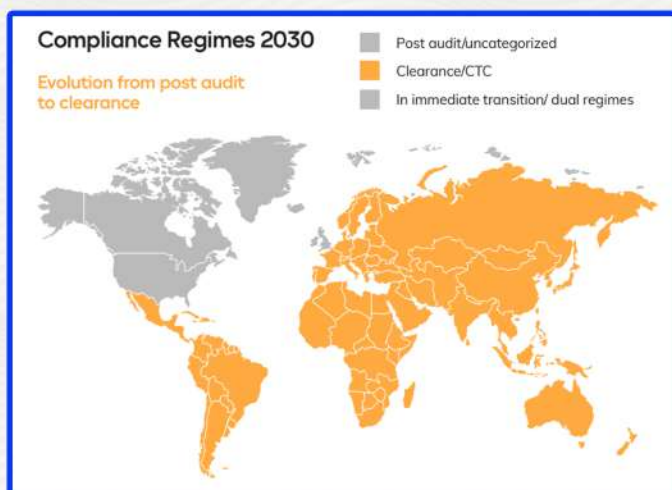 Compliance Regimes 2030
Evolution from post audit
to clearance
Post audit/uncategorized
Clearance/CTC
In immediate transition/ dual regimes